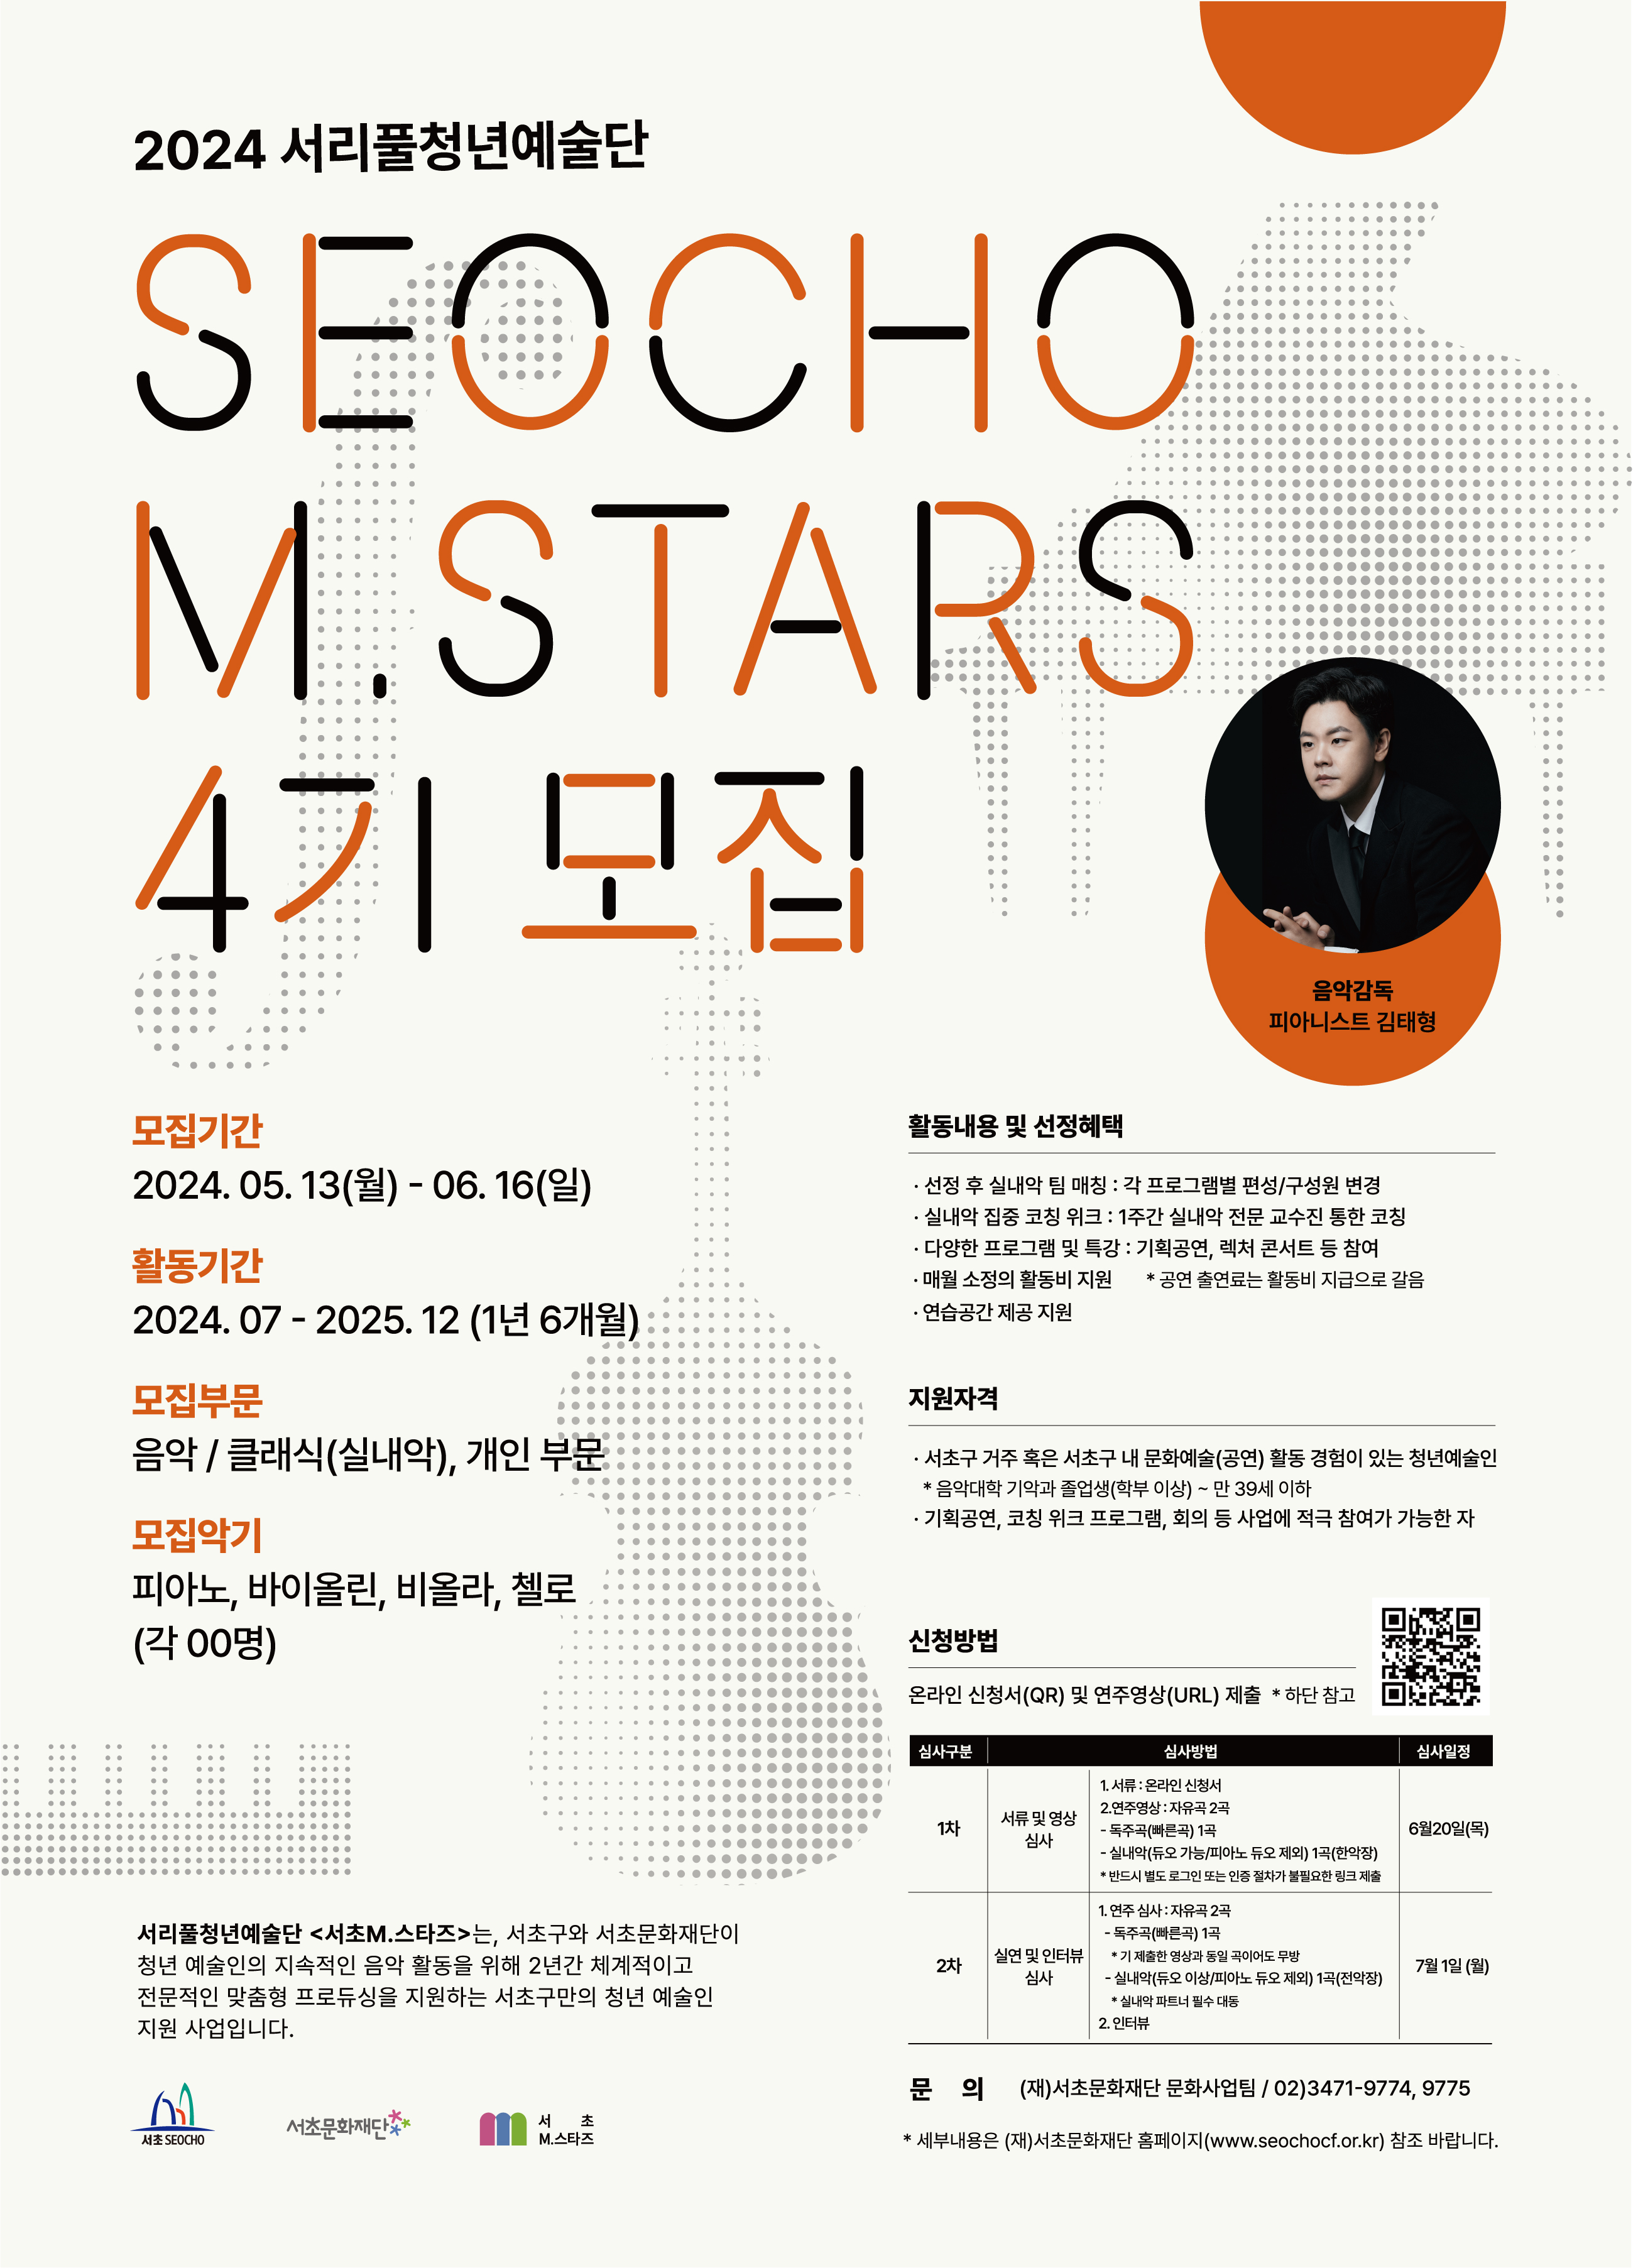 2024 서리풀청년예술단
SEOCHO
M.STARS
4기 모집
음악감독
피아니스트 김태형
모집기간
2024. 05. 13(월) - 06. 16(일)
활동기간
2024. 07 - 2025. 12 (1년 6개월)
모집부문
음악 / 클래식(실내악), 개인 부문
모집악기
피아노, 바이올린, 비올라, 첼로
(각 00명)
활동내용 및 선정혜택
· 선정 후 실내악 팀 매칭 : 각 프로그램별 편성/구성원 변경
· 실내악 집중 코칭 위크 : 1주간 실내악 전문 교수진 통한 코칭
· 다양한 프로그램 및 특강 : 기획공연, 렉처 콘서트 등 참여
· 매월 소정의 활동비 지원 * 공연 출연료는 활동비 지급으로 갈음
· 연습공간 제공 지원
지원자격
· 서초구 거주 혹은 서초구 내 문화예술(공연) 활동 경험이 있는 청년예술인
* 음악대학 기악과 졸업생(학부 이상) ~ 만 39세 이하
· 기획공연, 코칭 위크 프로그램, 회의 등 사업에 적극 참여가 가능한 자
신청방법
온라인 신청서(QR) 및 연주영상(URL) 제출 * 하단 참고
심사구분 심사방법 심사일정
1차
서류 및 영상
심사
1. 서류 : 온라인 신청서
2.연주영상 : 자유곡 2곡
- 독주곡(빠른곡) 1곡
- 실내악(듀오 가능/피아노 듀오 제외) 1곡(한악장)
* 반드시 별도 로그인 또는 인증 절차가 불필요한 링크 제출
6월20일(목)
2차
실연 및 인터뷰
심사
1. 연주 심사 : 자유곡 2곡
- 독주곡(빠른곡) 1곡
* 기 제출한 영상과 동일 곡이어도 무방
- 실내악(듀오 이상/피아노 듀오 제외) 1곡(전악장)
* 실내악 파트너 필수 대동
2. 인터뷰
7월 1일 (월)
서리풀청년예술단 <서초M.스타즈>는, 서초구와 서초문화재단이
청년 예술인의 지속적인 음악 활동을 위해 2년간 체계적이고
전문적인 맞춤형 프로듀싱을 지원하는 서초구만의 청년 예술인
지원 사업입니다.
문 의 (재)서초문화재단 문화사업팀 / 02)3471-9774, 9775
* 세부내용은 (재)서초문화재단 홈페이지(www.seochocf.or.kr) 참조 바랍니다.
서초 SEOCHO
서초문화재단
서 초
M.스타즈